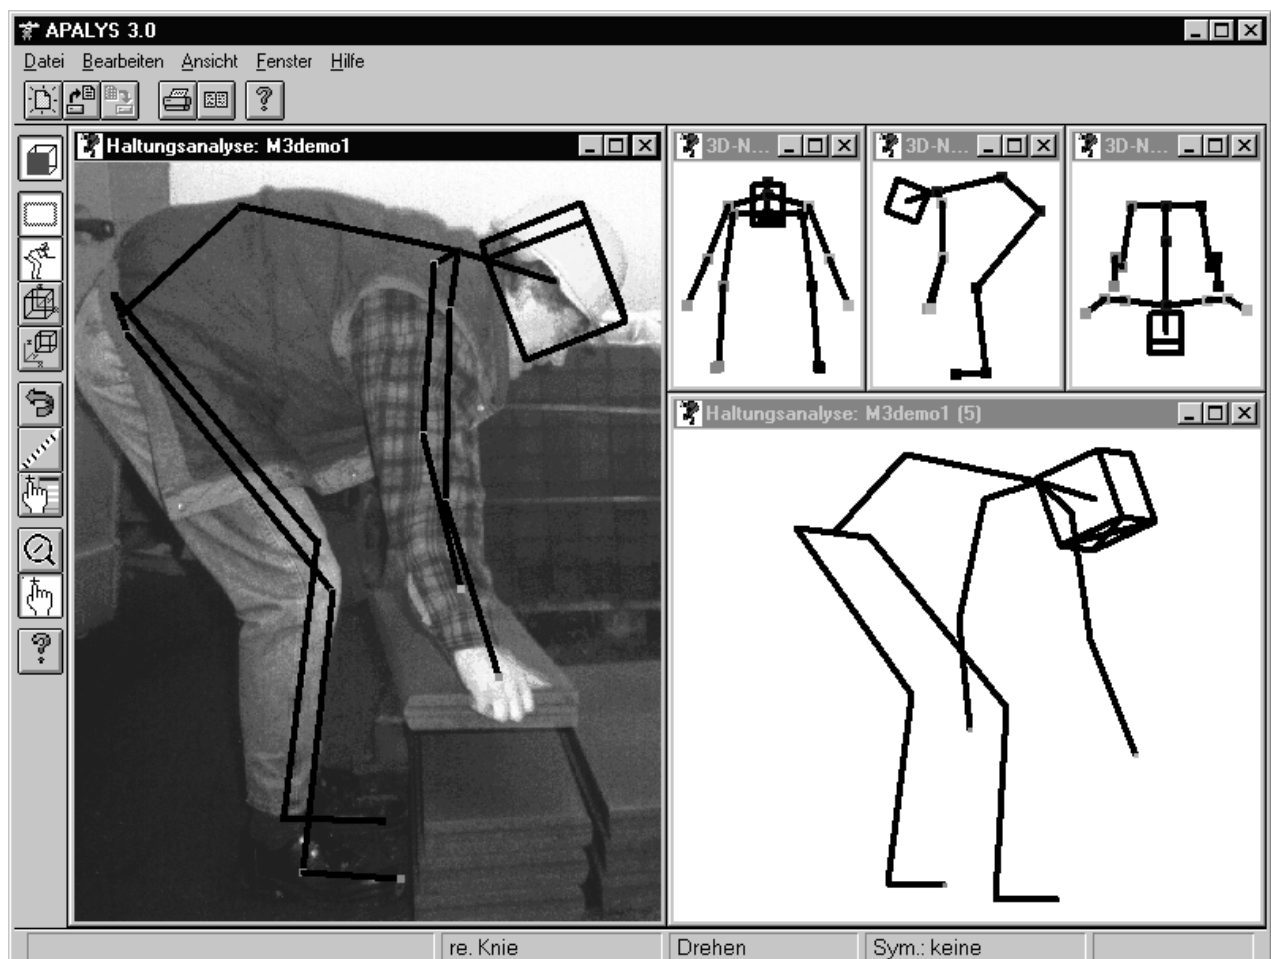 APALYS 3.0
Datei Bearbeiten Ansicht Fenster Hilfe
Haltungsanalyse: M3demo1
3D-N...
3D-N...
3D-N...
Haltungsanalyse: M3demo1 (5)
re. Knie
Drehen
Sym.: keine